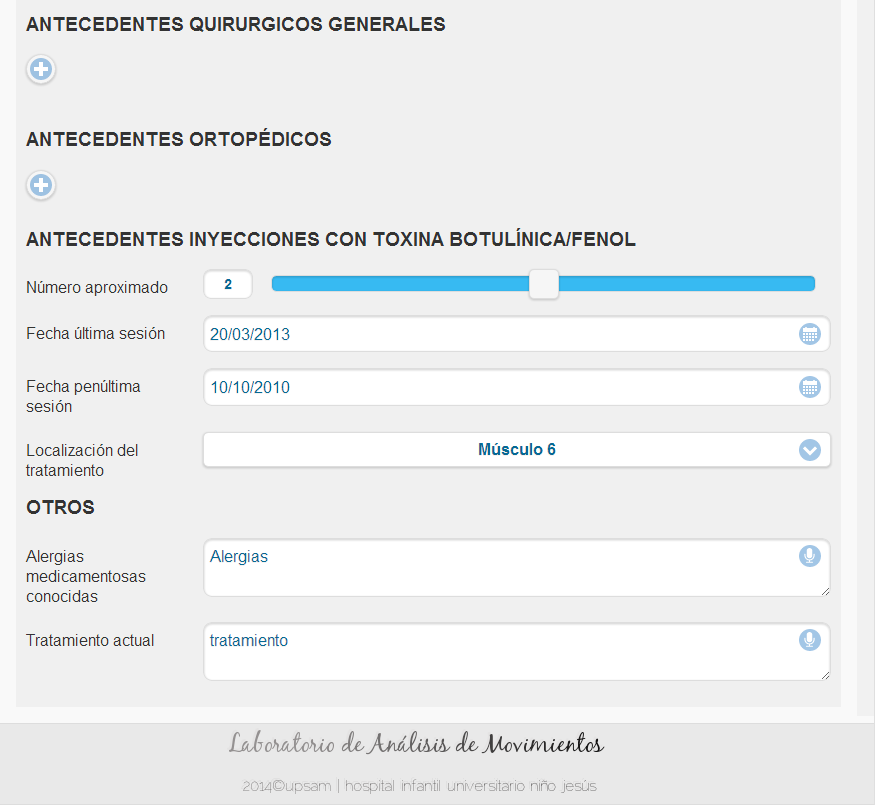 ANTECEDENTES QUIRURGICOS GENERALES
ANTECEDENTES ORTOPÉDICOS
ANTECEDENTES INYECCIONES CON TOXINA BOTULÍNICA/FENOL
Número aproximado 2
Fecha última sesión 20/03/2013
Fecha penúltima
sesión
10/10/2010
Localización del
tratamiento
Músculo 6
OTROS
Alergias
medicamentosas
conocidas
Alergias
Tratamiento actual tratamiento
Laboratorio de Análisis de Movimientos
2014©upsam | hospital infantil universitario niño jesús